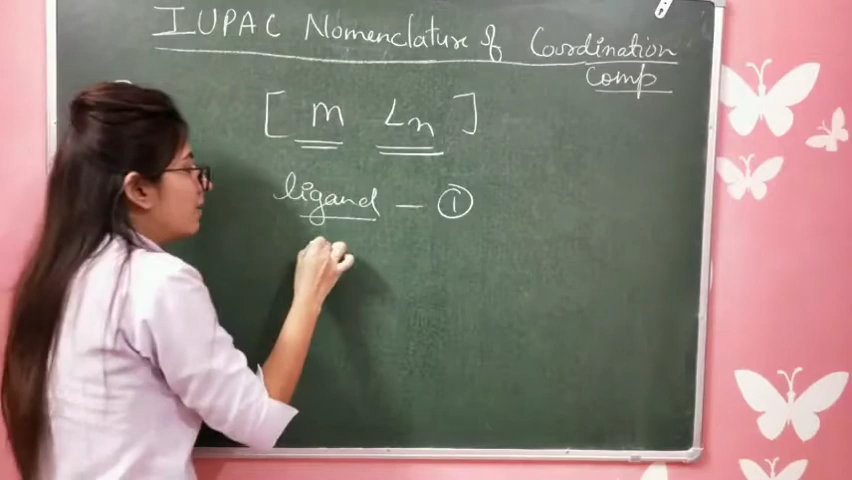 IUPAC Nomenclature of Coordination
comp
[ m Ln ]
ligand - ①